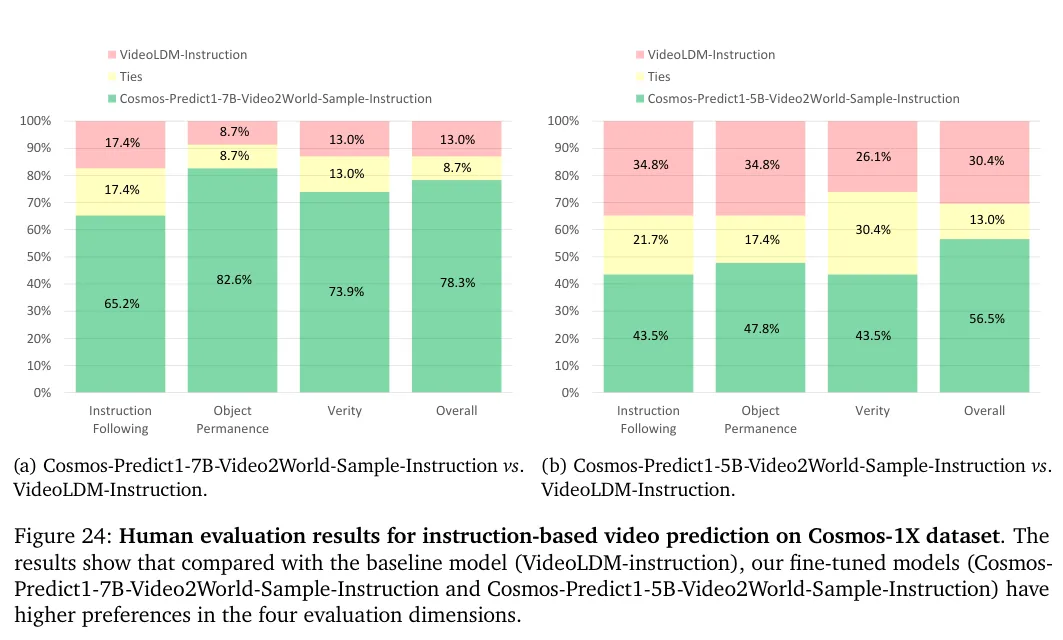 VideoLDM-Instruction
Ties
Cosmos-Predict1-7B-Video2World-Sample-Instruction
100%
90%
80%
70%
60%
50%
40%
30%
20%
10%
0%
17.4%
17.4%
65.2%
8.7%
8.7%
82.6%
13.0%
13.0%
73.9%
13.0%
8.7%
78.3%
Instruction
Following
Object
Permanence
Verity
Overall
(a) Cosmos-Predict1-7B-Video2World-Sample-Instruction vs.
VideoLDM-Instruction.
VideoLDM-Instruction
Ties
Cosmos-Predict1-5B-Video2World-Sample-Instruction
100%
90%
80%
70%
60%
50%
40%
30%
20%
10%
0%
34.8%
21.7%
43.5%
34.8%
17.4%
47.8%
26.1%
30.4%
43.5%
30.4%
13.0%
56.5%
Instruction
Following
Object
Permanence
Verity
Overall
(b) Cosmos-Predict1-5B-Video2World-Sample-Instruction vs.
VideoLDM-Instruction.
Figure 24: Human evaluation results for instruction-based video prediction on Cosmos-1X dataset. The
results show that compared with the baseline model (VideoLDM-instruction), our fine-tuned models (Cosmos-
Predict1-7B-Video2World-Sample-Instruction and Cosmos-Predict1-5B-Video2World-Sample-Instruction) have
higher preferences in the four evaluation dimensions.